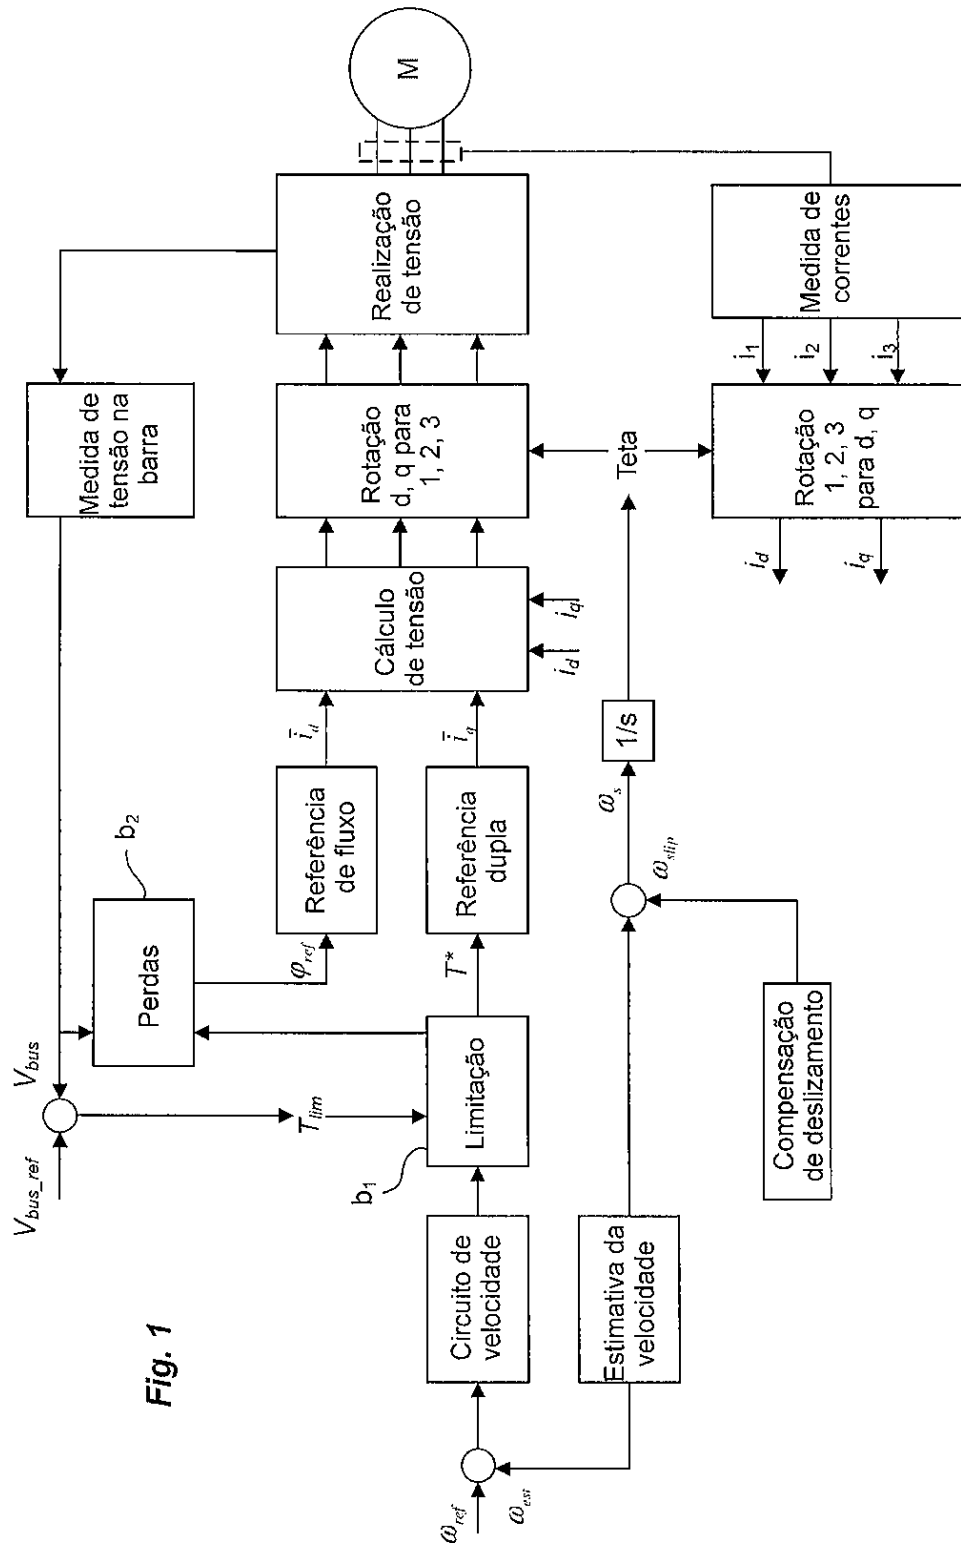 Fig. 1
V_bus_ref
V_bus
Medida de
tensão na
barra
b2
Perdas
T_lim
b1
φ_ref
ω_ref
ω_est
Circuito de
velocidade
Limitação
T*
Referência
de fluxo
Referência
dupla
i̅_d
i̅_q
Cálculo
de tensão
i_d
i_q
Rotação
d, q para
1, 2, 3
Realização
de tensão
M
Estimativa da
velocidade
Compensação
de deslizamento
ω_slip
ω_s
1/s
Teta
i_d
i_q
Rotação
1, 2, 3
para d, q
i1
i2
i3
Medida de
correntes